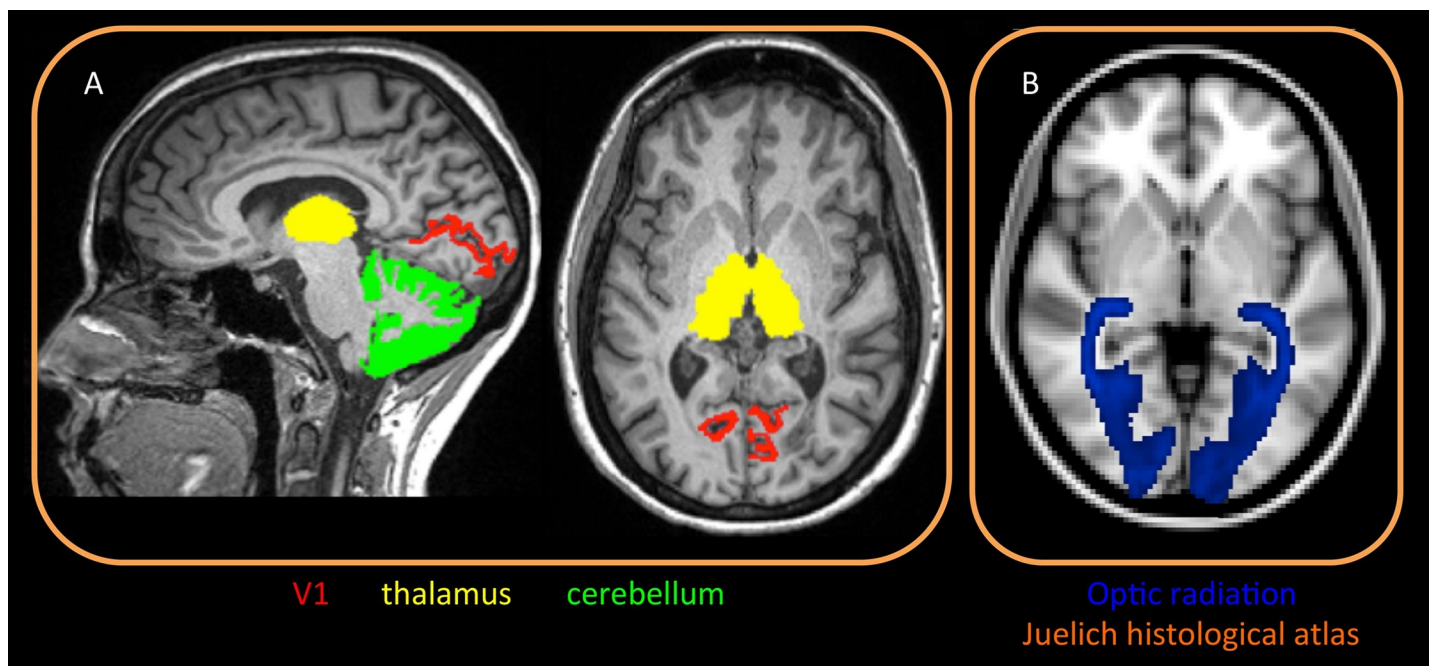 A
B
V1 thalamus cerebellum
Optic radiation
Juelich histological atlas